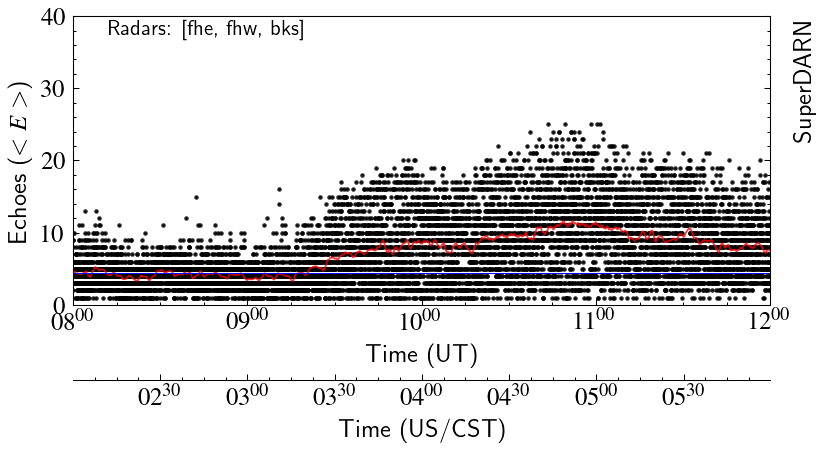 40
30
20
10
0
Echoes (< E >)
Radars: [fhe, fhw, bks]
SuperDARN
08⁰⁰ 09⁰⁰ 10⁰⁰ 11⁰⁰ 12⁰⁰
Time (UT)
02³⁰ 03⁰⁰ 03³⁰ 04⁰⁰ 04³⁰ 05⁰⁰ 05³⁰
Time (US/CST)